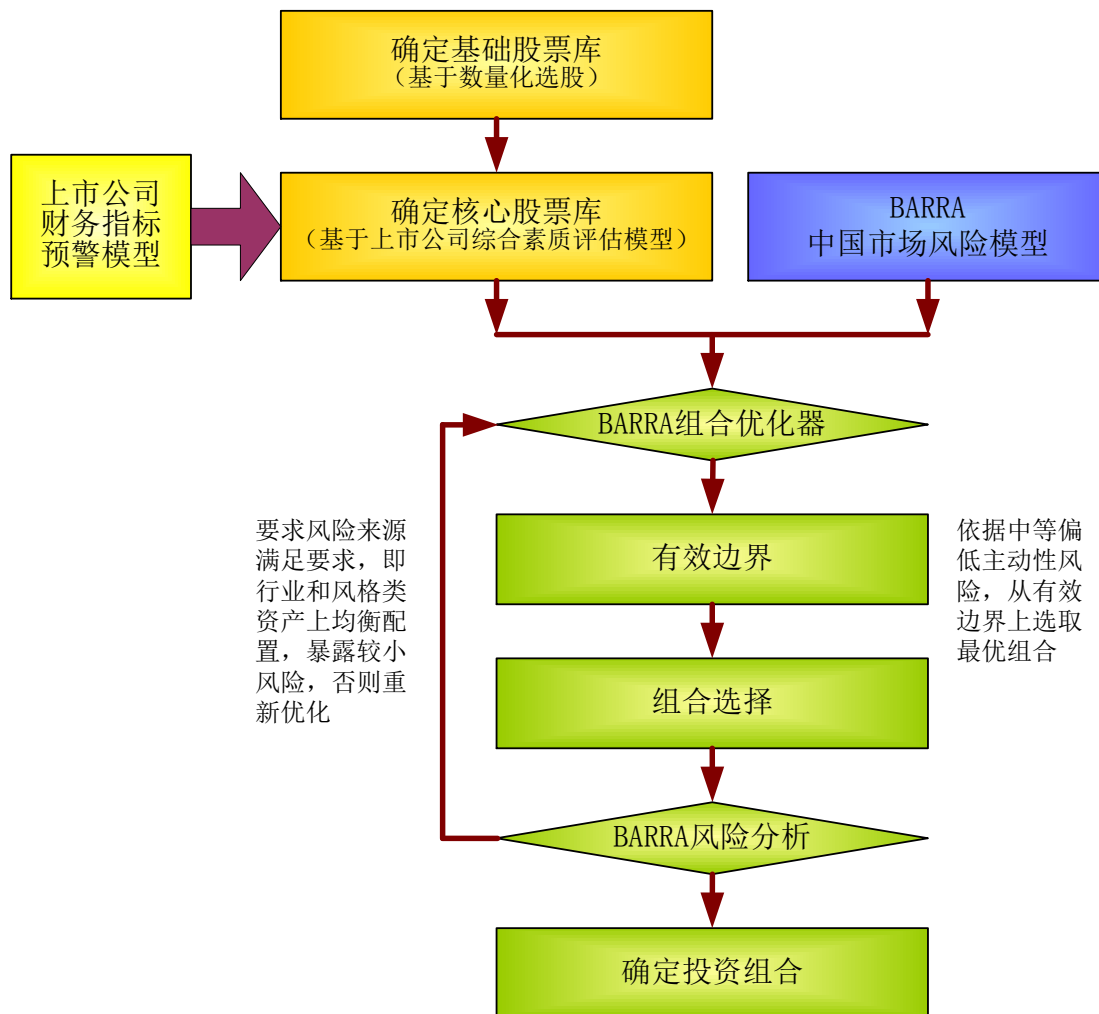 确定基础股票库
（基于数量化选股）
上市公司
财务指标
预警模型
确定核心股票库
（基于上市公司综合素质评估模型）
BARRA
中国市场风险模型
BARRA组合优化器
要求风险来源
满足要求，即
行业和风格类
资产上均衡配
置，暴露较小
风险，否则重
新优化
有效边界
依据中等偏
低主动性风
险，从有效
边界上选取
最优组合
组合选择
BARRA风险分析
确定投资组合